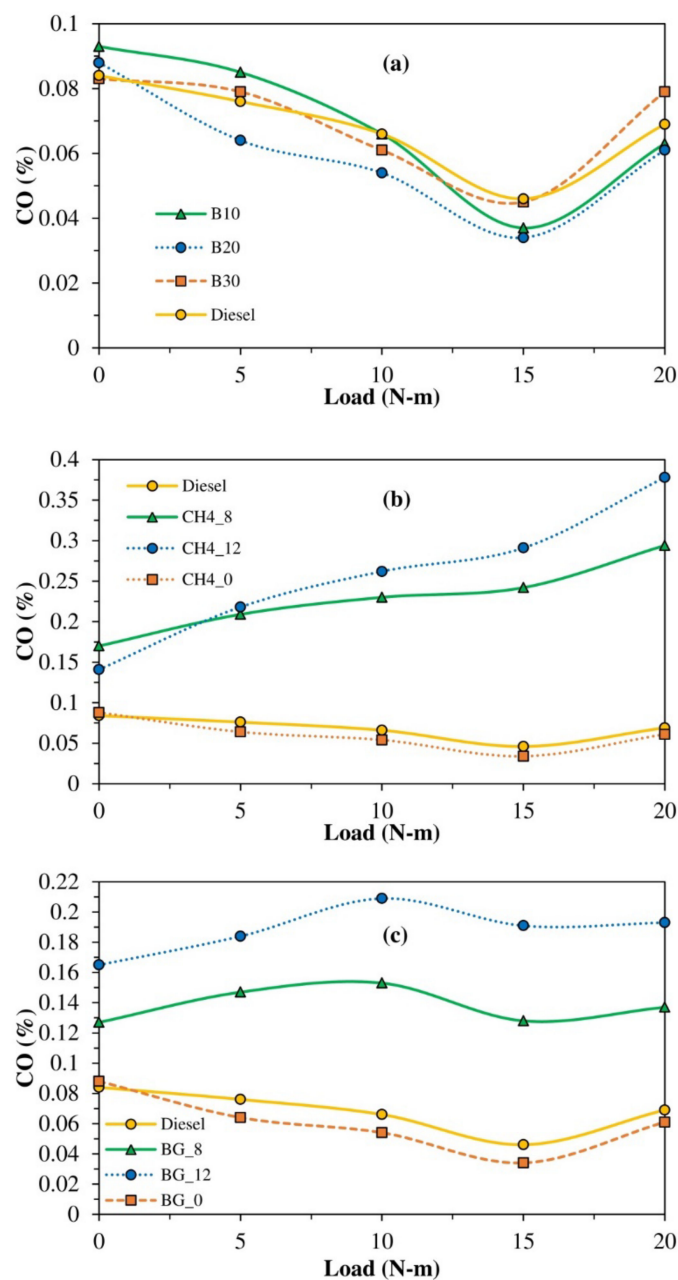 0.1
(a)
0.08
0.06
CO (%)
0.04
B10
B20
0.02
B30
Diesel
0
0 5 10 15 20
Load (N-m)
0.4
Diesel
(b)
0.35
CH4_8
0.3
CH4_12
0.25
CH4_0
CO (%)
0.2
0.15
0.1
0.05
0
0 5 10 15 20
Load (N-m)
0.22
0.2
(c)
0.18
0.16
0.14
0.12
CO (%)
0.1
0.08
0.06
Diesel
0.04
BG_8
0.02
BG_12
BG_0
0
0 5 10 15 20
Load (N-m)